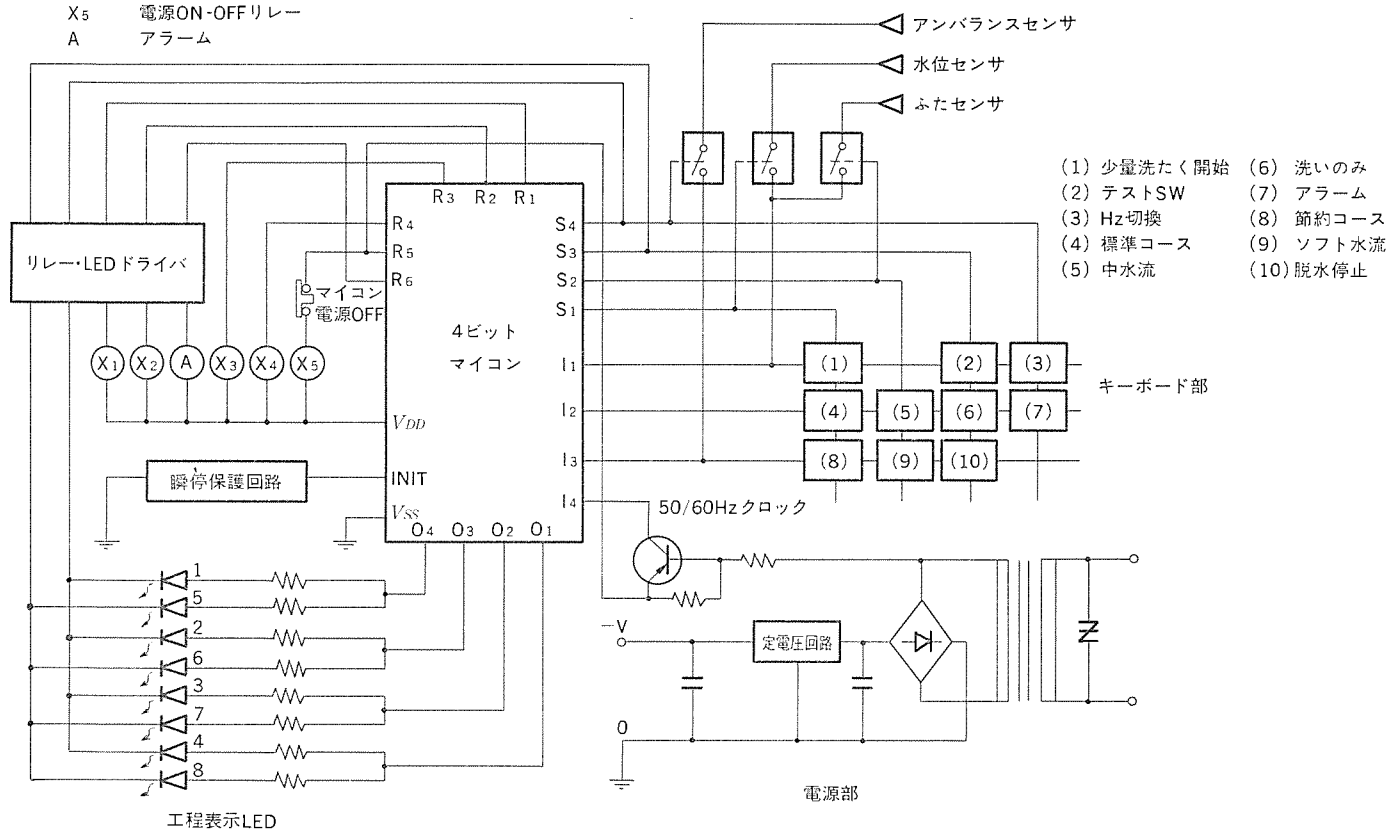 X5 電源ON-OFFリレー
A アラーム
アンバランスセンサ
水位センサ
ふたセンサ
(1) 少量洗たく開始 (6) 洗いのみ
(2) テストSW (7) アラーム
(3) Hz切換 (8) 節約コース
(4) 標準コース (9) ソフト水流
(5) 中水流 (10) 脱水停止
R3 R2 R1
R4
R5
R6
S4
S3
S2
S1
リレー・LEDドライバ
マイコン
電源OFF
4ビット
マイコン
X1 X2 A X3 X4 X5
I1
(1) (2) (3)
キーボード部
I2
(4) (5) (6) (7)
VDD
I3
(8) (9) (10)
瞬停保護回路
INIT
I4
50/60Hzクロック
VSS
O4 O3 O2 O1
1
5
2
6
3
7
4
8
-V
定電圧回路
0
電源部
工程表示LED